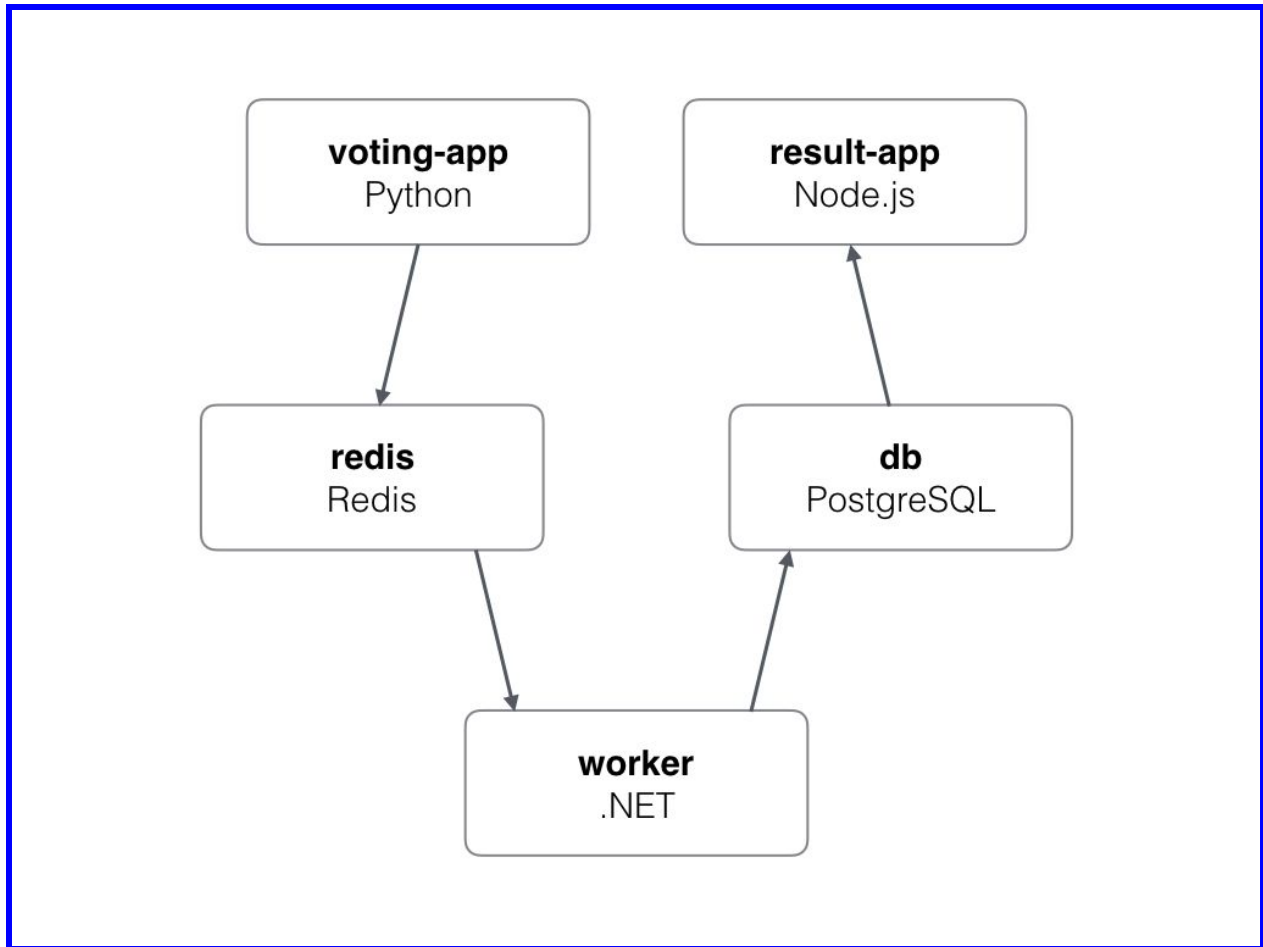 voting-app
Python
result-app
Node.js
redis
Redis
db
PostgreSQL
worker
.NET